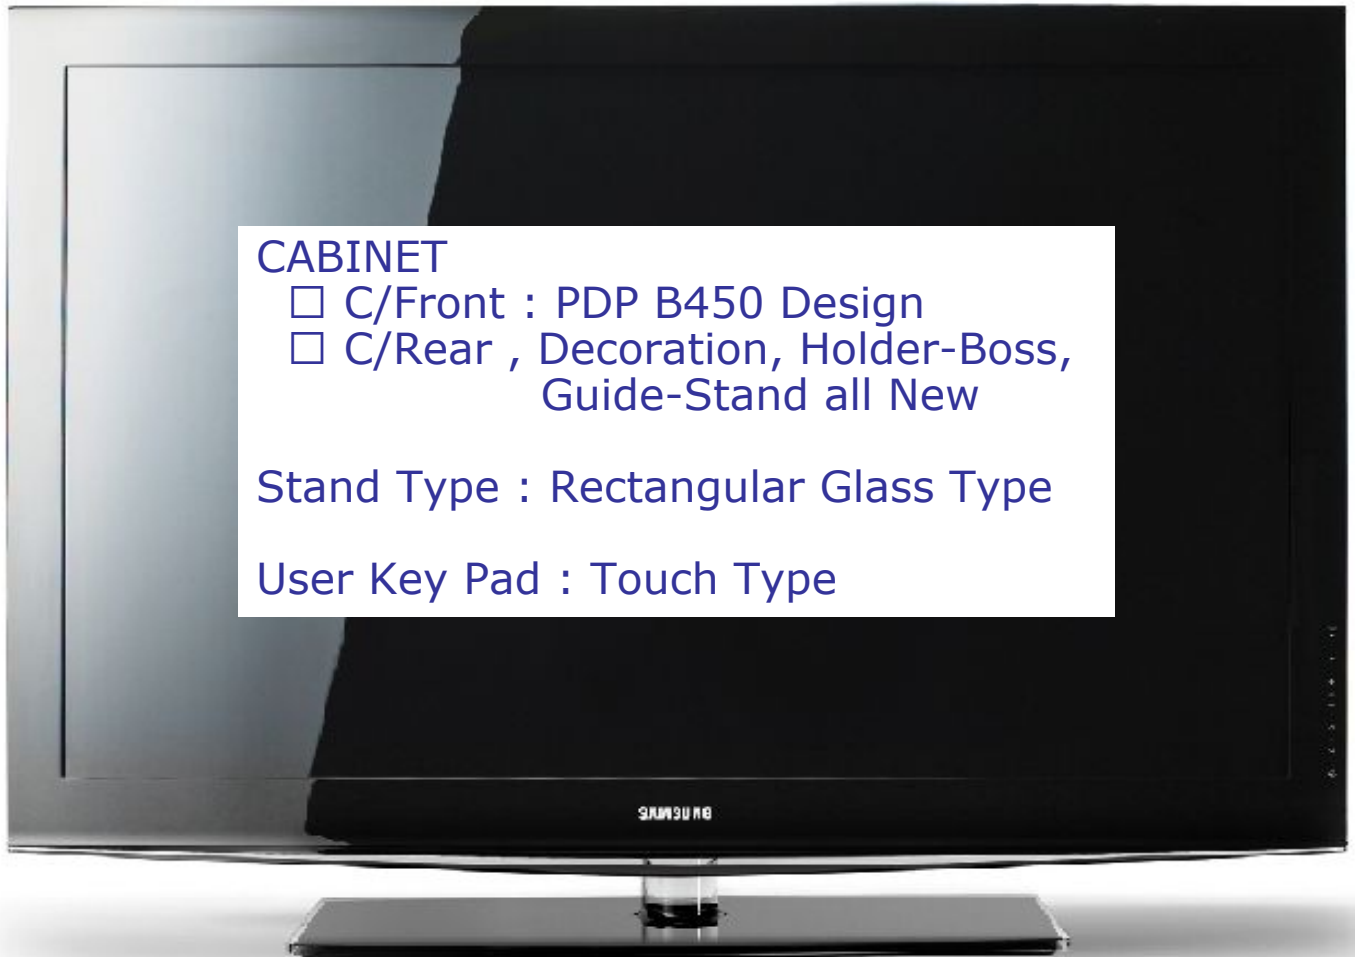 CABINET
☐ C/Front : PDP B450 Design
☐ C/Rear , Decoration, Holder-Boss,
Guide-Stand all New
Stand Type : Rectangular Glass Type
User Key Pad : Touch Type
SAMSUNG